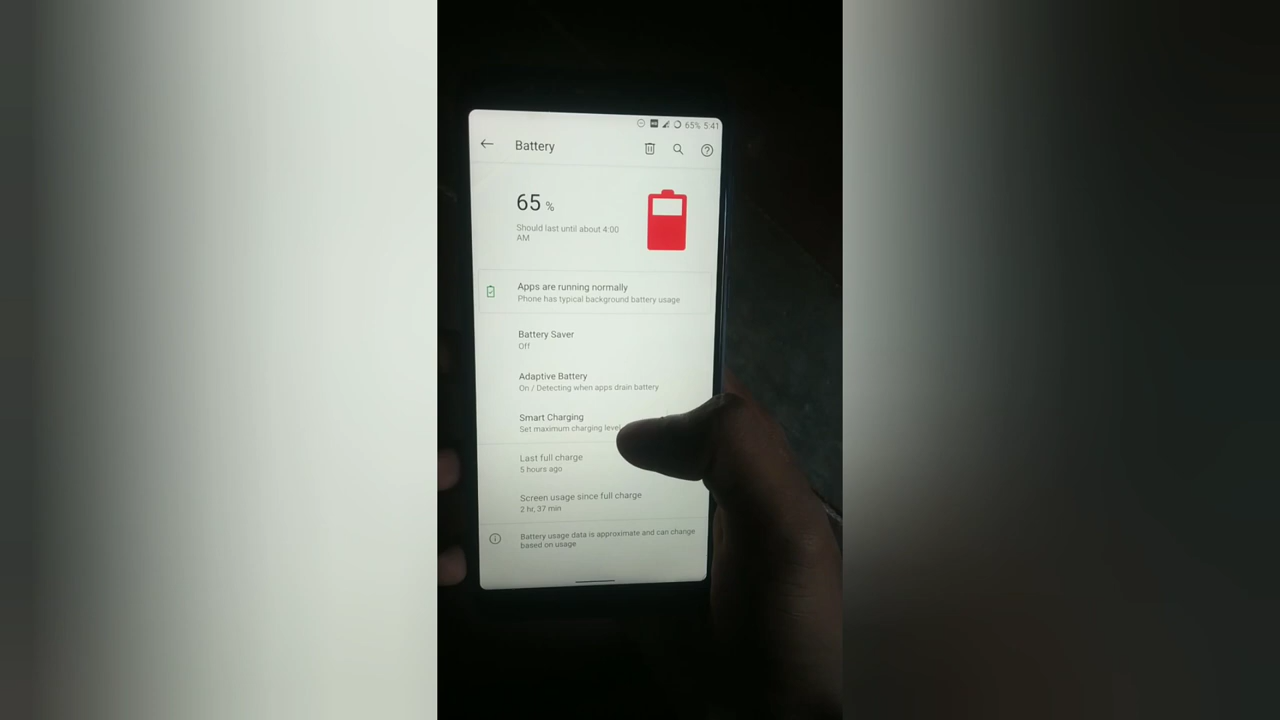 65% 5:41
Battery
65 %
Should last until about 4:00
AM
Apps are running normally
Phone has typical background battery usage
Battery Saver
Off
Adaptive Battery
On / Detecting when apps drain battery
Smart Charging
Set maximum charging level
Last full charge
5 hours ago
Screen usage since full charge
2 hr, 37 min
Battery usage data is approximate and can change
based on usage